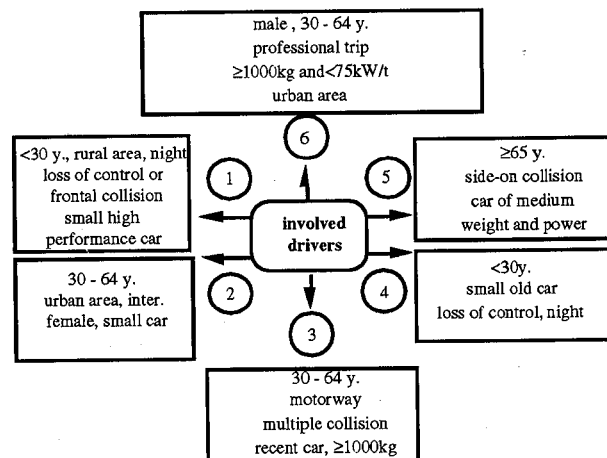 male , 30 - 64 y.
professional trip
≥1000kg and<75kW/t
urban area
6
<30 y., rural area, night
loss of control or
frontal collision
small high
performance car
1
5
≥65 y.
side-on collision
car of medium
weight and power
involved
drivers
30 - 64 y.
urban area, inter.
female, small car
2
4
<30y.
small old car
loss of control, night
3
30 - 64 y.
motorway
multiple collision
recent car, ≥1000kg